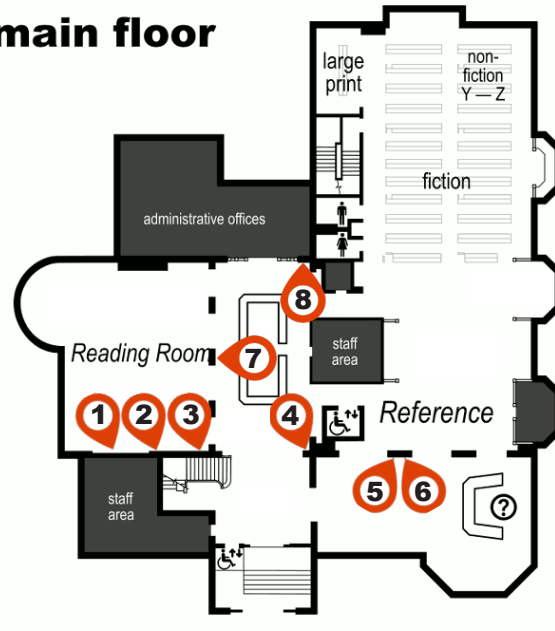 main floor
large
print
non-
fiction
Y — Z
fiction
administrative offices
8
Reading Room
7
staff
area
1
2
3
4
Reference
5
6
?
staff
area